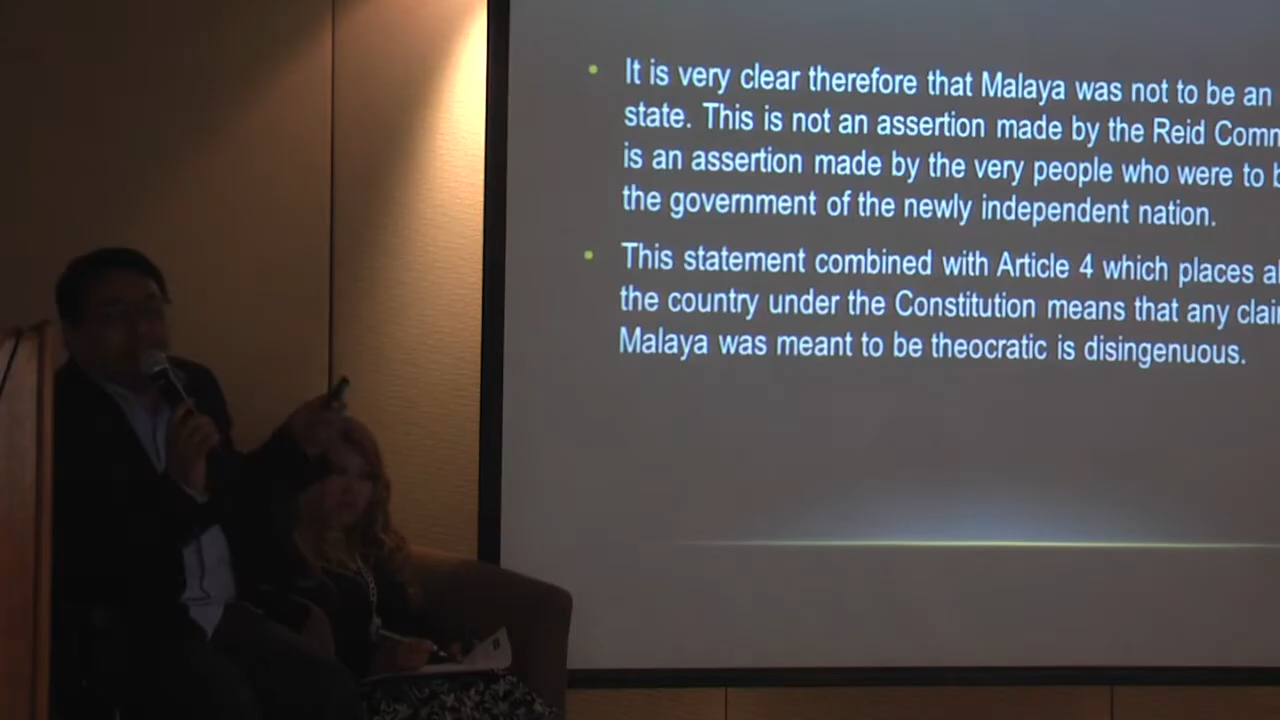 • It is very clear therefore that Malaya was not to be an
state. This is not an assertion made by the Reid Comm
is an assertion made by the very people who were to b
the government of the newly independent nation.
• This statement combined with Article 4 which places al
the country under the Constitution means that any clai
Malaya was meant to be theocratic is disingenuous.